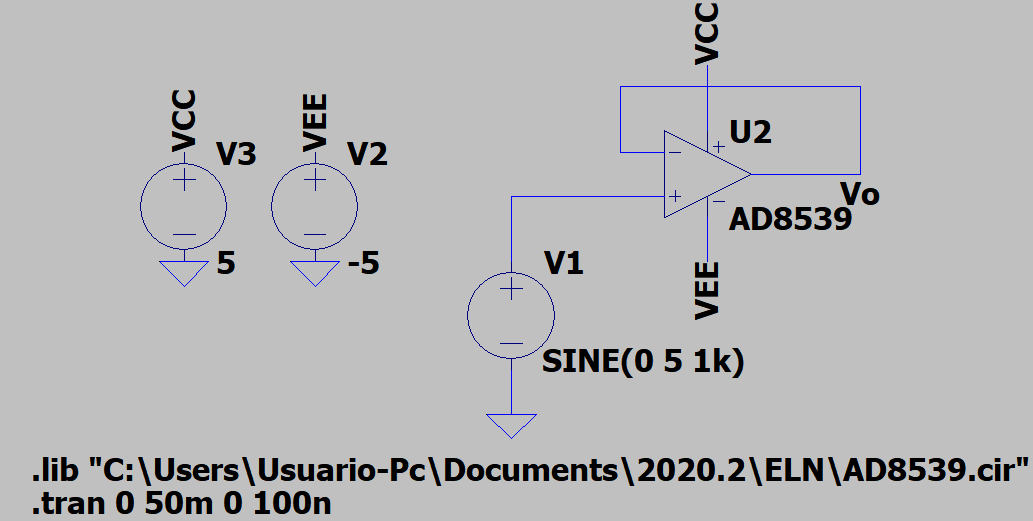 VCC
VCC
V3
VEE
V2
U2
Vo
AD8539
5
-5
V1
VEE
SINE(0 5 1k)
.lib "C:\Users\Usuario-Pc\Documents\2020.2\ELN\AD8539.cir"
.tran 0 50m 0 100n